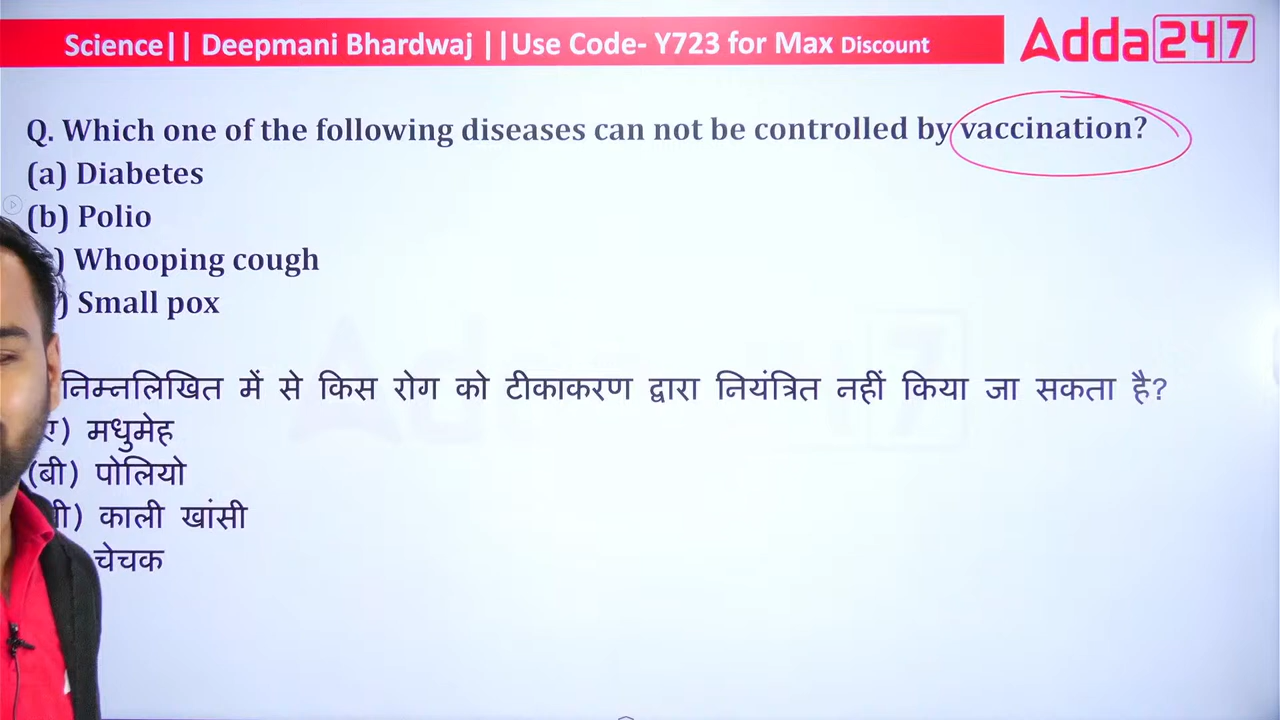 Science|| Deepmani Bhardwaj ||Use Code- Y723 for Max Discount
Adda247
Q. Which one of the following diseases can not be controlled by vaccination?
(a) Diabetes
(b) Polio
) Whooping cough
) Small pox
निम्नलिखित में से किस रोग को टीकाकरण द्वारा नियंत्रित नहीं किया जा सकता है?
ए) मधुमेह
(बी) पोलियो
ी) काली खांसी
चेचक